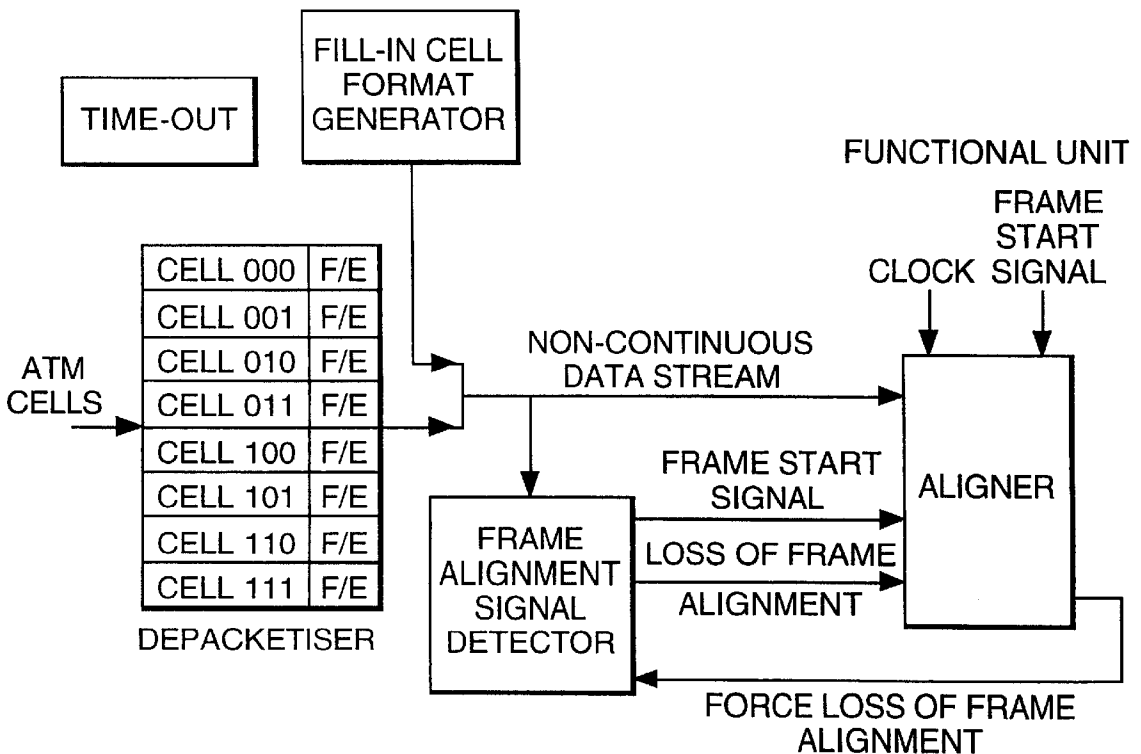 FILL-IN CELL
FORMAT
GENERATOR
TIME-OUT
FUNCTIONAL UNIT
FRAME
START
SIGNAL
CLOCK
CELL 000 F/E
CELL 001 F/E
CELL 010 F/E
CELL 011 F/E
CELL 100 F/E
CELL 101 F/E
CELL 110 F/E
CELL 111 F/E
ATM
CELLS
DEPACKETISER
NON-CONTINUOUS
DATA STREAM
FRAME START
SIGNAL
LOSS OF FRAME
ALIGNMENT
ALIGNER
FRAME
ALIGNMENT
SIGNAL
DETECTOR
FORCE LOSS OF FRAME
ALIGNMENT